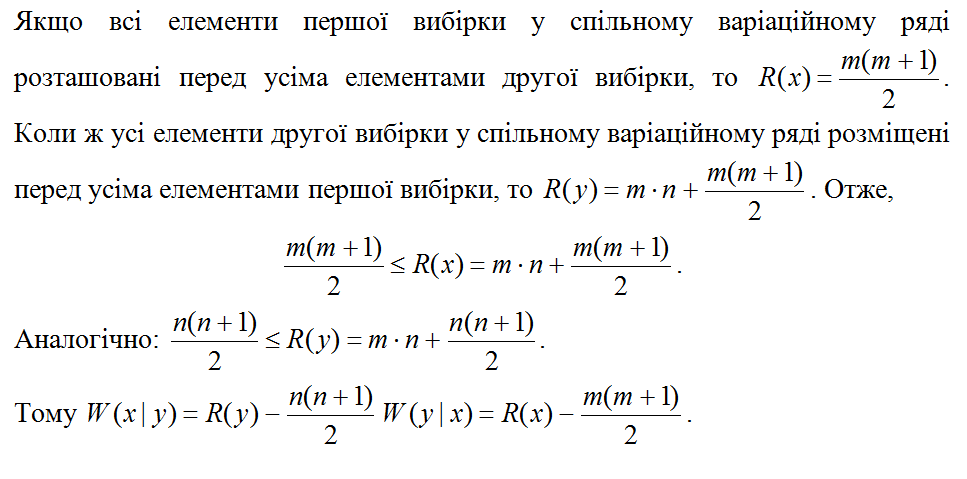 Якщо всі елементи першої вибірки у спільному варіаційному ряді
розташовані перед усіма елементами другої вибірки, то R(x) = m(m + 1)/2 .
Коли ж усі елементи другої вибірки у спільному варіаційному ряді розміщені
перед усіма елементами першої вибірки, то R(y) = m · n + m(m + 1)/2 . Отже,
m(m + 1)/2 ≤ R(x) = m · n + m(m + 1)/2 .
Аналогічно: n(n + 1)/2 ≤ R(y) = m · n + n(n + 1)/2 .
Тому W(x | y) = R(y) − n(n + 1)/2 W(y | x) = R(x) − m(m + 1)/2 .